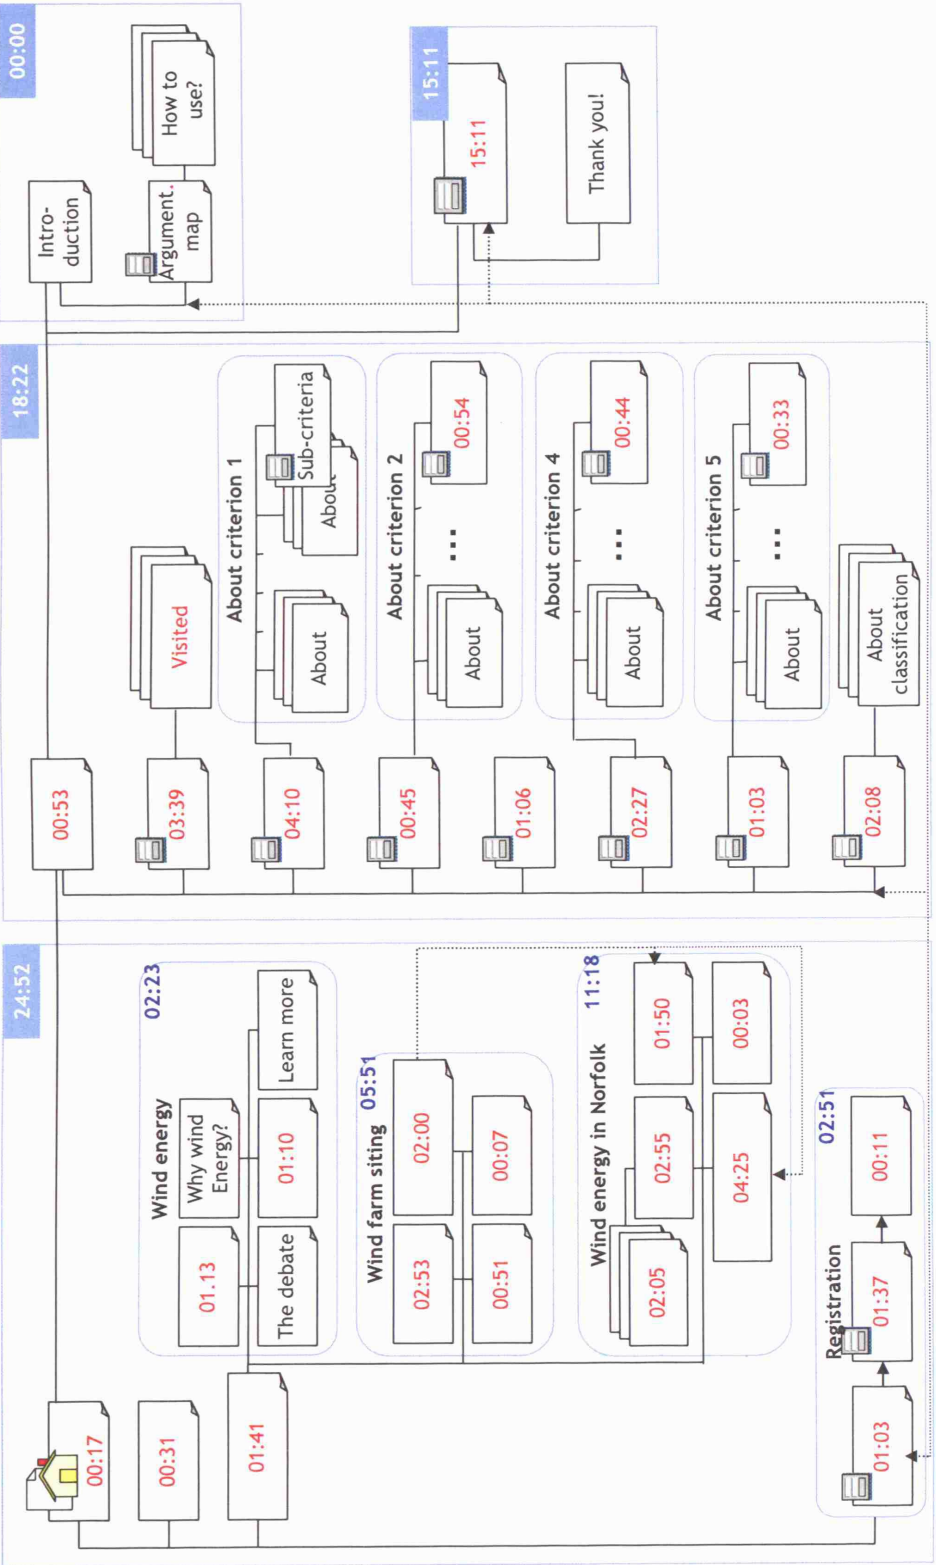 24:52
00:17
00:31
01:41
Wind energy
02:23
01.13
Why wind
Energy?
The debate
01:10
Learn more
Wind farm siting
05:51
02:53
02:00
00:51
00:07
Wind energy in Norfolk
11:18
02:05
02:55
01:50
04:25
00:03
Registration
02:51
01:03
01:37
00:11
18:22
00:53
03:39
Visited
04:10
About criterion 1
About
About
Sub-criteria
00:45
About criterion 2
About
...
00:54
01:06
02:27
About criterion 4
About
...
00:44
01:03
About criterion 5
About
...
00:33
02:08
About
classification
00:00
Intro-
duction
Argument.
map
How to
use?
15:11
15:11
Thank you!